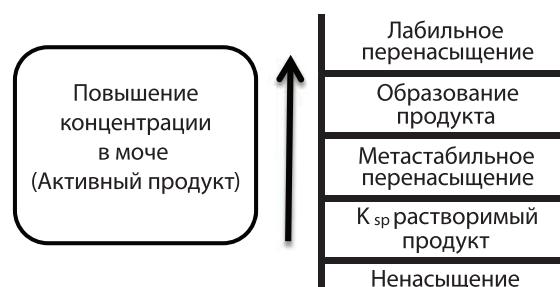 Повышение
концентрации
в моче
(Активный продукт)
Лабильное
перенасыщение
Образование
продукта
Метастабильное
перенасыщение
K sp растворимый
продукт
Ненасыщение